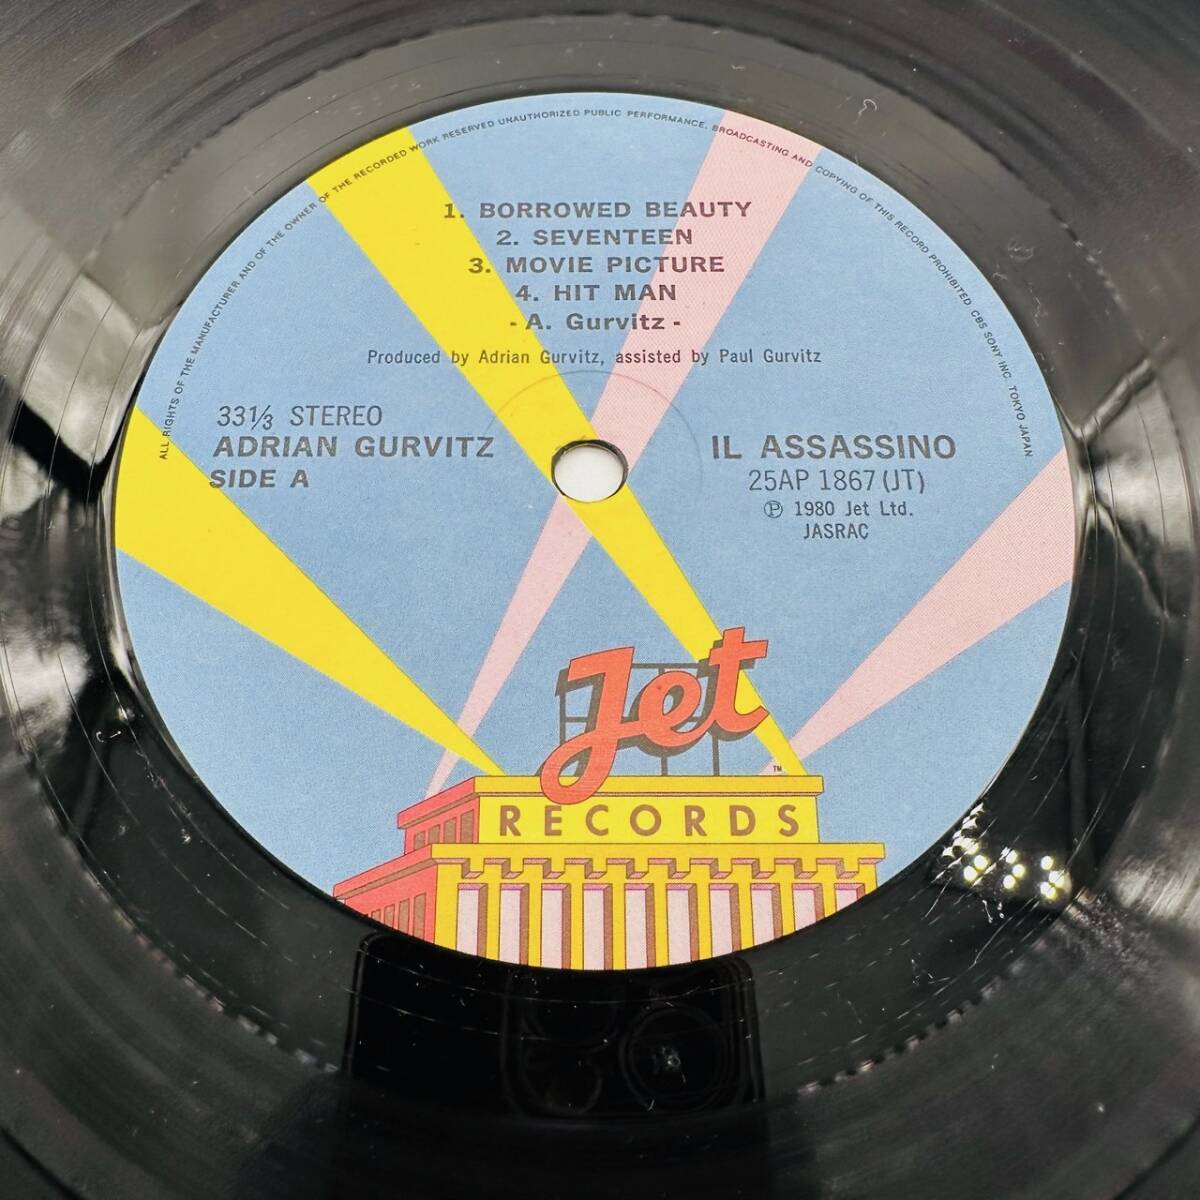 ALL RIGHTS OF THE MANUFACTURER AND OF THE OWNER OF THE RECORDED WORK RESERVED UNAUTHORIZED PUBLIC PERFORMANCE, BROADCASTING AND COPYING OF THIS RECORD PROHIBITED. CBS SONY INC. TOKYO JAPAN
1. BORROWED BEAUTY
2. SEVENTEEN
3. MOVIE PICTURE
4. HIT MAN
- A. Gurvitz -
Produced by Adrian Gurvitz, assisted by Paul Gurvitz
33 1/3 STEREO
ADRIAN GURVITZ
SIDE A
IL ASSASSINO
25AP 1867 (JT)
Ⓟ 1980 Jet Ltd.
JASRAC
Jet
TM
RECORDS